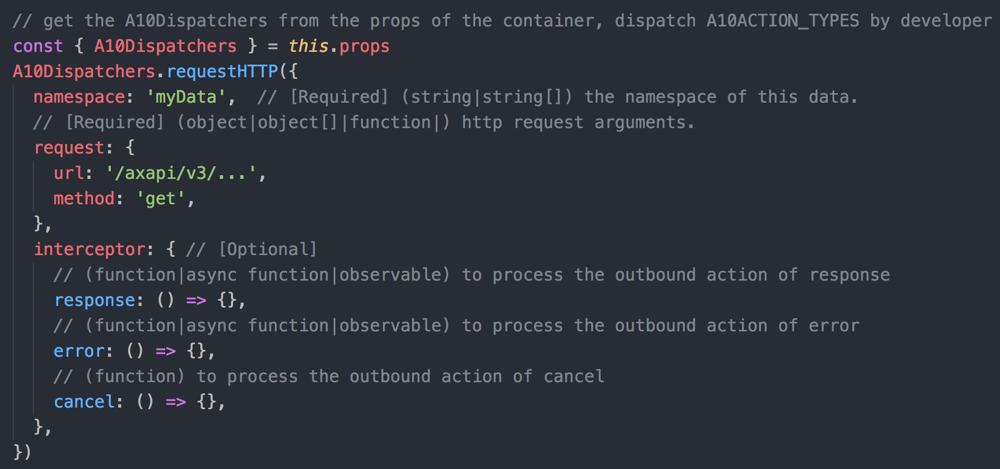 // get the A10Dispatchers from the props of the container, dispatch A10ACTION_TYPES by developer
const { A10Dispatchers } = this.props
A10Dispatchers.requestHTTP({
  namespace: 'myData',  // [Required] (string|string[]) the namespace of this data.
  // [Required] (object|object[]|function|) http request arguments.
  request: {
    url: '/axapi/v3/...',
    method: 'get',
  },
  interceptor: { // [Optional]
    // (function|async function|observable) to process the outbound action of response
    response: () => {},
    // (function|async function|observable) to process the outbound action of error
    error: () => {},
    // (function) to process the outbound action of cancel
    cancel: () => {},
  },
})